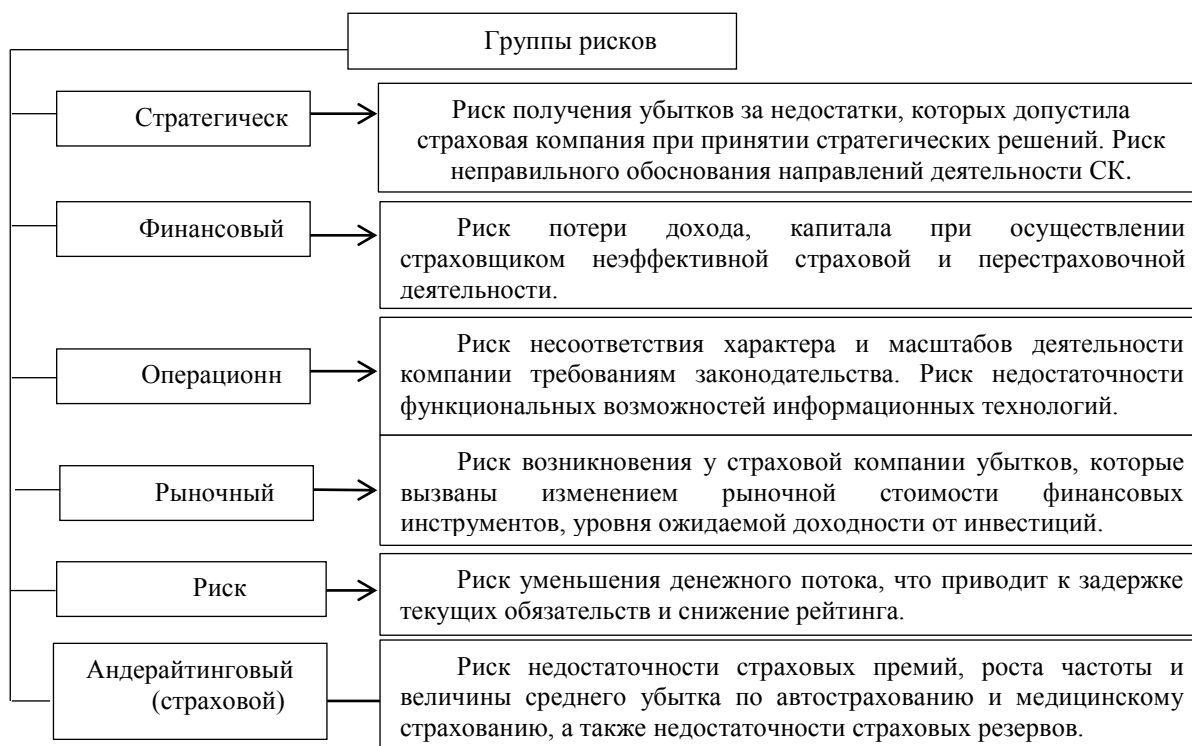 Группы рисков
Стратегическ
Риск получения убытков за недостатки, которых допустила
страховая компания при принятии стратегических решений. Риск
неправильного обоснования направлений деятельности СК.
Финансовый
Риск потери дохода, капитала при осуществлении
страховщиком неэффективной страховой и перестраховочной
деятельности.
Операционн
Риск несоответствия характера и масштабов деятельности
компании требованиям законодательства. Риск недостаточности
функциональных возможностей информационных технологий.
Рыночный
Риск возникновения у страховой компании убытков, которые
вызваны изменением рыночной стоимости финансовых
инструментов, уровня ожидаемой доходности от инвестиций.
Риск
Риск уменьшения денежного потока, что приводит к задержке
текущих обязательств и снижение рейтинга.
Андерайтинговый
(страховой)
Риск недостаточности страховых премий, роста частоты и
величины среднего убытка по автострахованию и медицинскому
страхованию, а также недостаточности страховых резервов.